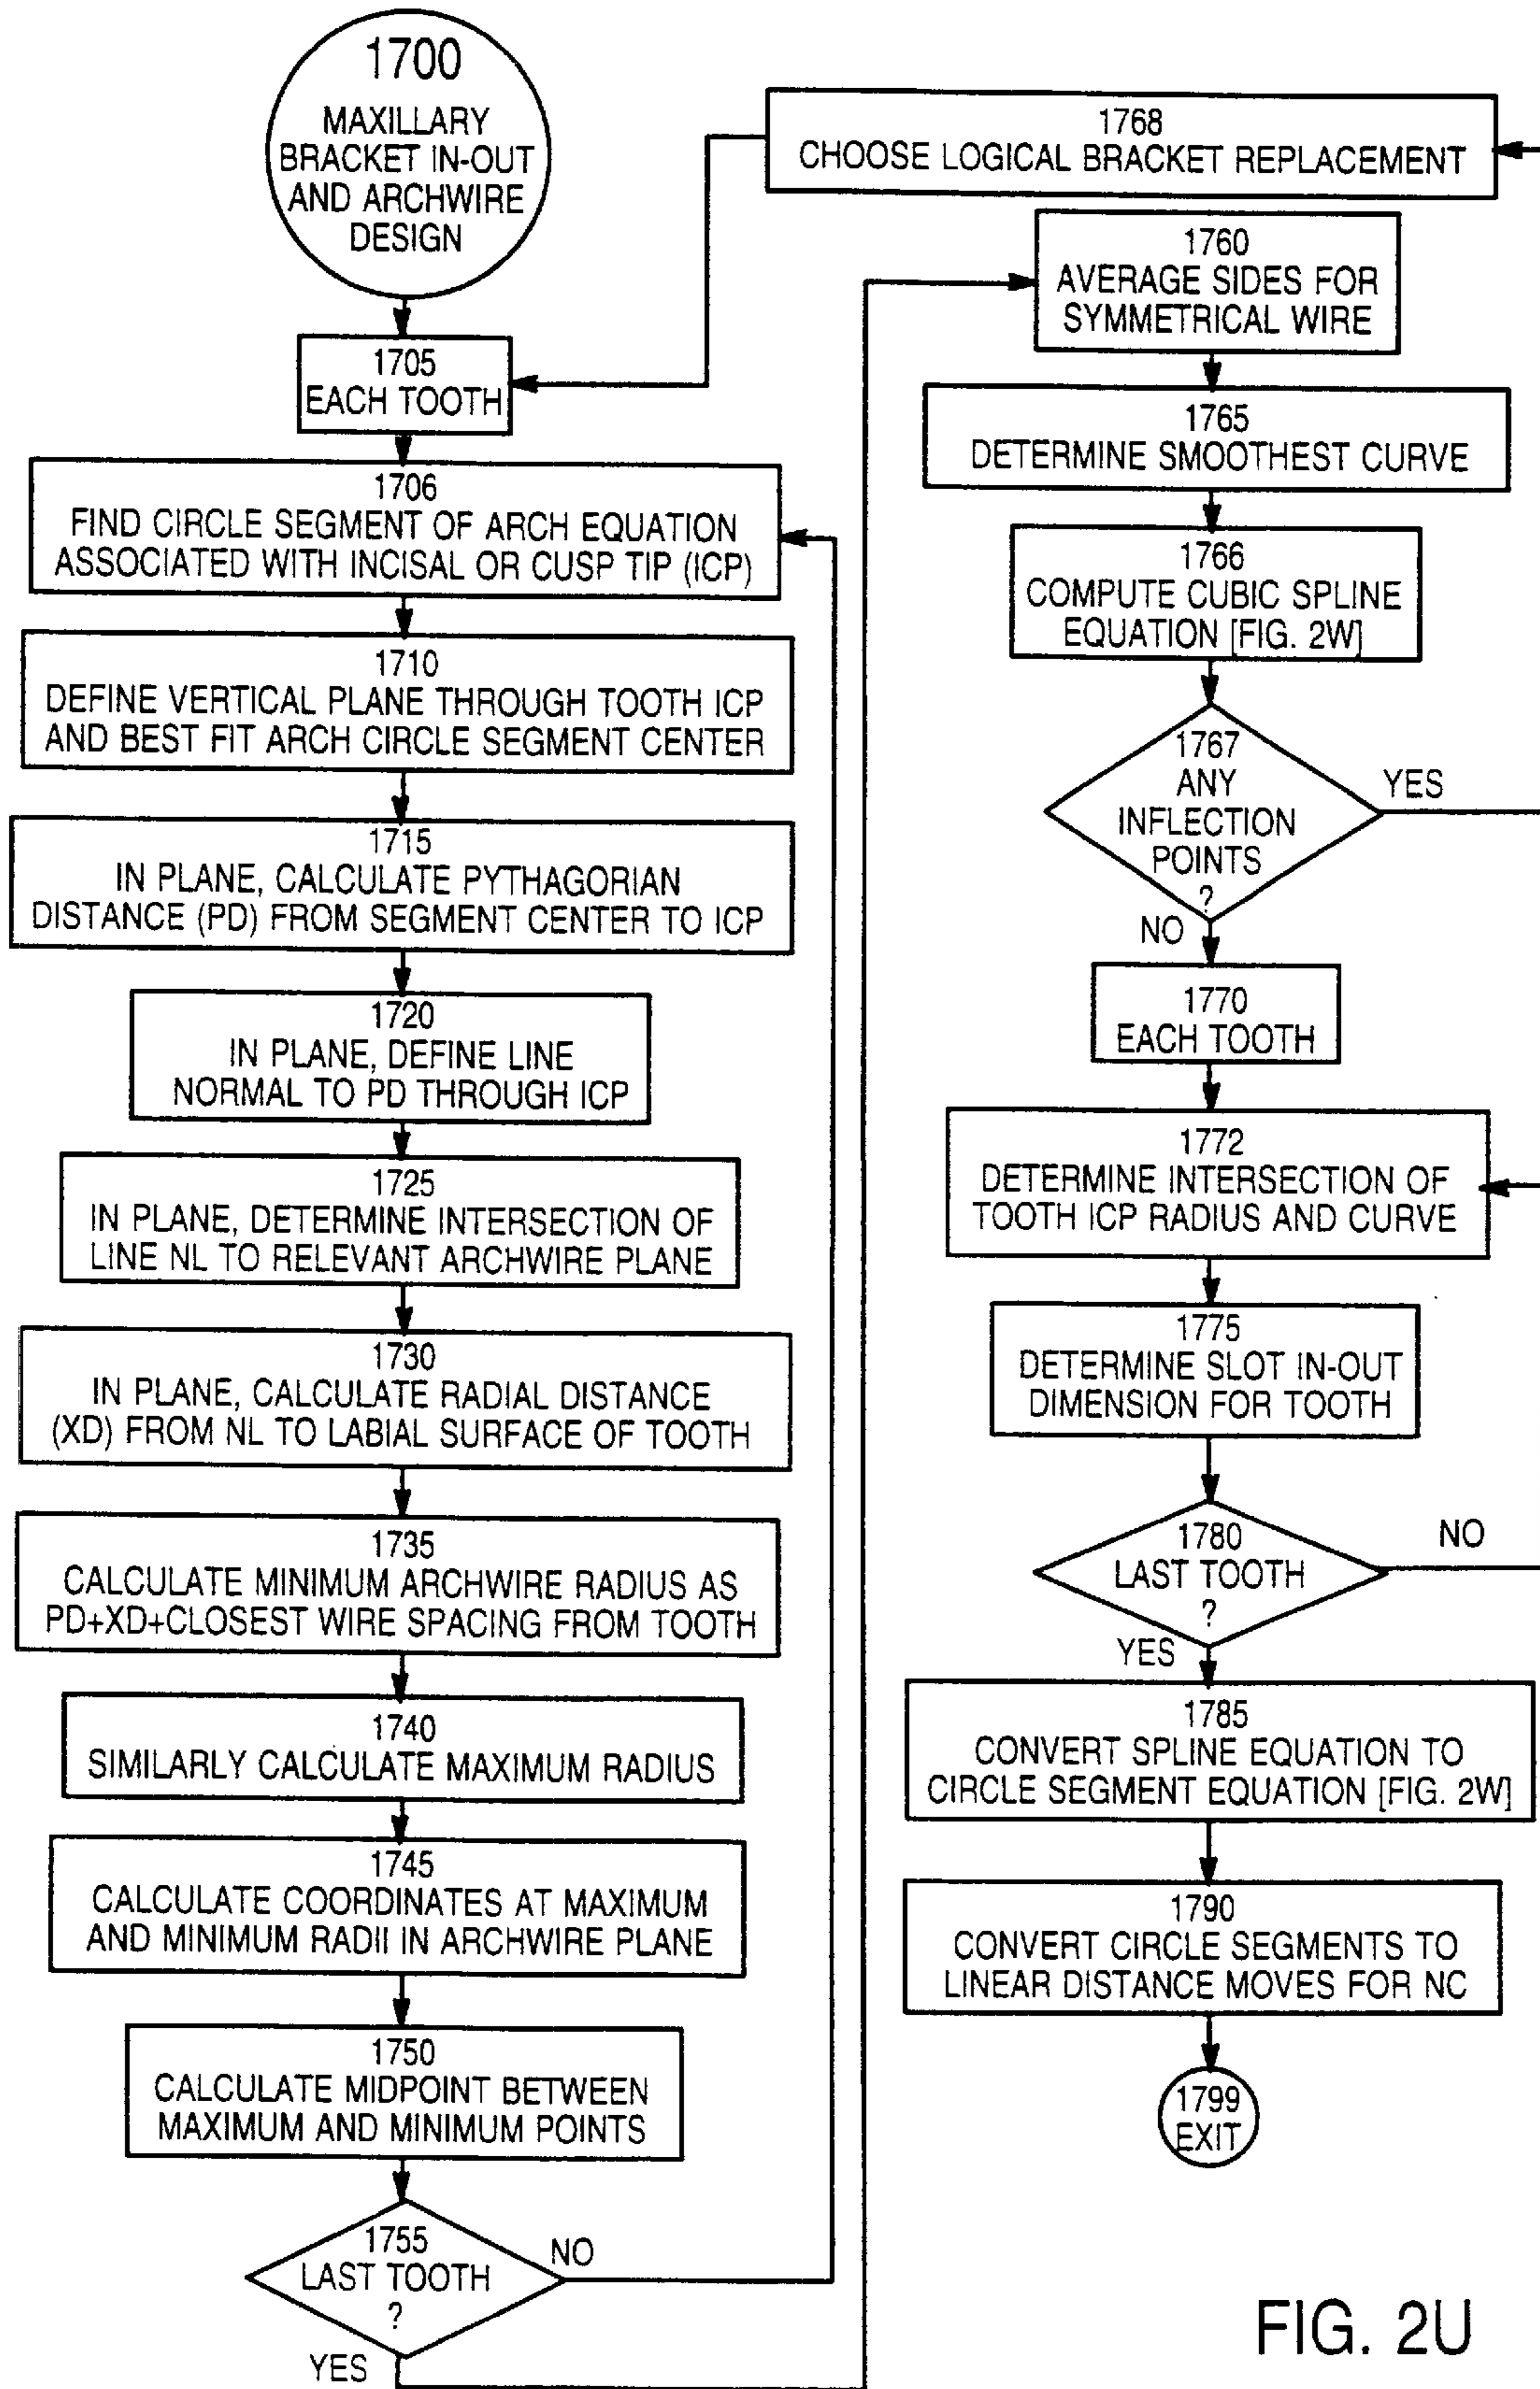 1700
MAXILLARY
BRACKET IN-OUT
AND ARCHWIRE
DESIGN
1705
EACH TOOTH
1706
FIND CIRCLE SEGMENT OF ARCH EQUATION
ASSOCIATED WITH INCISAL OR CUSP TIP (ICP)
1710
DEFINE VERTICAL PLANE THROUGH TOOTH ICP
AND BEST FIT ARCH CIRCLE SEGMENT CENTER
1715
IN PLANE, CALCULATE PYTHAGORIAN
DISTANCE (PD) FROM SEGMENT CENTER TO ICP
1720
IN PLANE, DEFINE LINE
NORMAL TO PD THROUGH ICP
1725
IN PLANE, DETERMINE INTERSECTION OF
LINE NL TO RELEVANT ARCHWIRE PLANE
1730
IN PLANE, CALCULATE RADIAL DISTANCE
(XD) FROM NL TO LABIAL SURFACE OF TOOTH
1735
CALCULATE MINIMUM ARCHWIRE RADIUS AS
PD+XD+CLOSEST WIRE SPACING FROM TOOTH
1740
SIMILARLY CALCULATE MAXIMUM RADIUS
1745
CALCULATE COORDINATES AT MAXIMUM
AND MINIMUM RADII IN ARCHWIRE PLANE
1750
CALCULATE MIDPOINT BETWEEN
MAXIMUM AND MINIMUM POINTS
1755
LAST TOOTH
?
NO
YES
1768
CHOOSE LOGICAL BRACKET REPLACEMENT
1760
AVERAGE SIDES FOR
SYMMETRICAL WIRE
1765
DETERMINE SMOOTHEST CURVE
1766
COMPUTE CUBIC SPLINE
EQUATION [FIG. 2W]
1767
ANY
INFLECTION
POINTS
?
YES
NO
1770
EACH TOOTH
1772
DETERMINE INTERSECTION OF
TOOTH ICP RADIUS AND CURVE
1775
DETERMINE SLOT IN-OUT
DIMENSION FOR TOOTH
1780
LAST TOOTH
?
NO
YES
1785
CONVERT SPLINE EQUATION TO
CIRCLE SEGMENT EQUATION [FIG. 2W]
1790
CONVERT CIRCLE SEGMENTS TO
LINEAR DISTANCE MOVES FOR NC
1799
EXIT
FIG. 2U